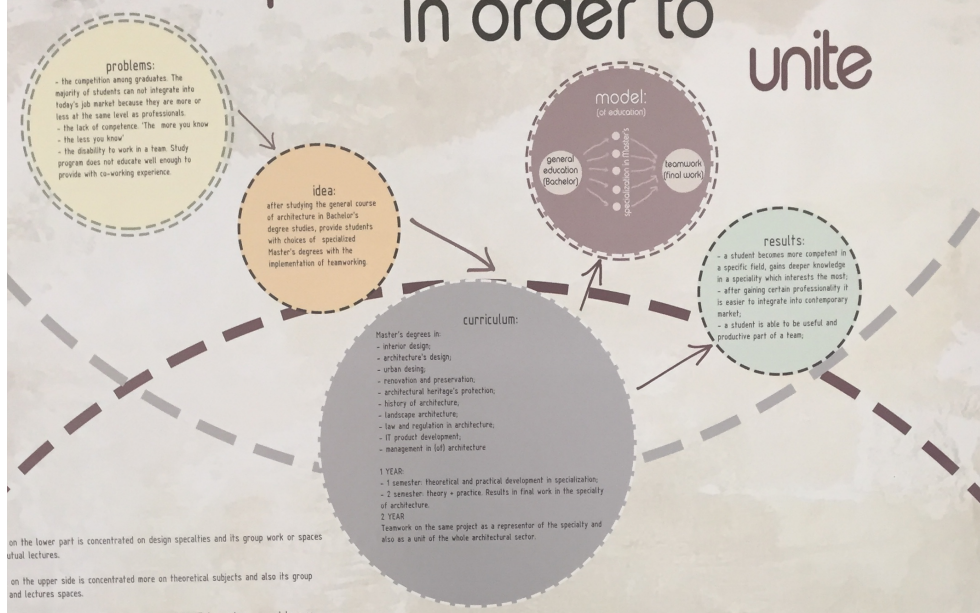 in order to
unite
problems:
- the competition among graduates. The
majority of students can not integrate into
today's job market because they are more or
less at the same level as professionals.
- the lack of competence. 'The more you know
- the less you know'
- the disability to work in a team. Study
program does not educate well enough to
provide with co-working experience.
idea:
after studying the general course
of architecture in Bachelor's
degree studies, provide students
with choices of specialized
Master's degrees with the
implementation of teamworking.
model:
(of education)
general
education
(Bachelor)
specialization in Master's
teamwork
(final work)
results:
- a student becomes more competent in
a specific field, gains deeper knowledge
in a speciality which interests the most;
- after gaining certain professionality it
is easier to integrate into contemporary
market;
- a student is able to be useful and
productive part of a team;
curriculum:
Master's degrees in:
- interior design;
- architecture's design;
- urban desing;
- renovation and preservation;
- architectural heritage's protection;
- history of architecture;
- landscape architecture;
- law and regulation in architecture;
- IT product development;
- management in (of) architecture
1 YEAR:
- 1 semester: theoretical and practical development in specialization;
- 2 semester: theory + practice. Results in final work in the specialty
of architecture.
2 YEAR
Teamwork on the same project as a representor of the specialty and
also as a unit of the whole architectural sector.
on the lower part is concentrated on design specalties and its group work or spaces
utual lectures.
on the upper side is concentrated more on theoretical subjects and also its group
and lectures spaces.